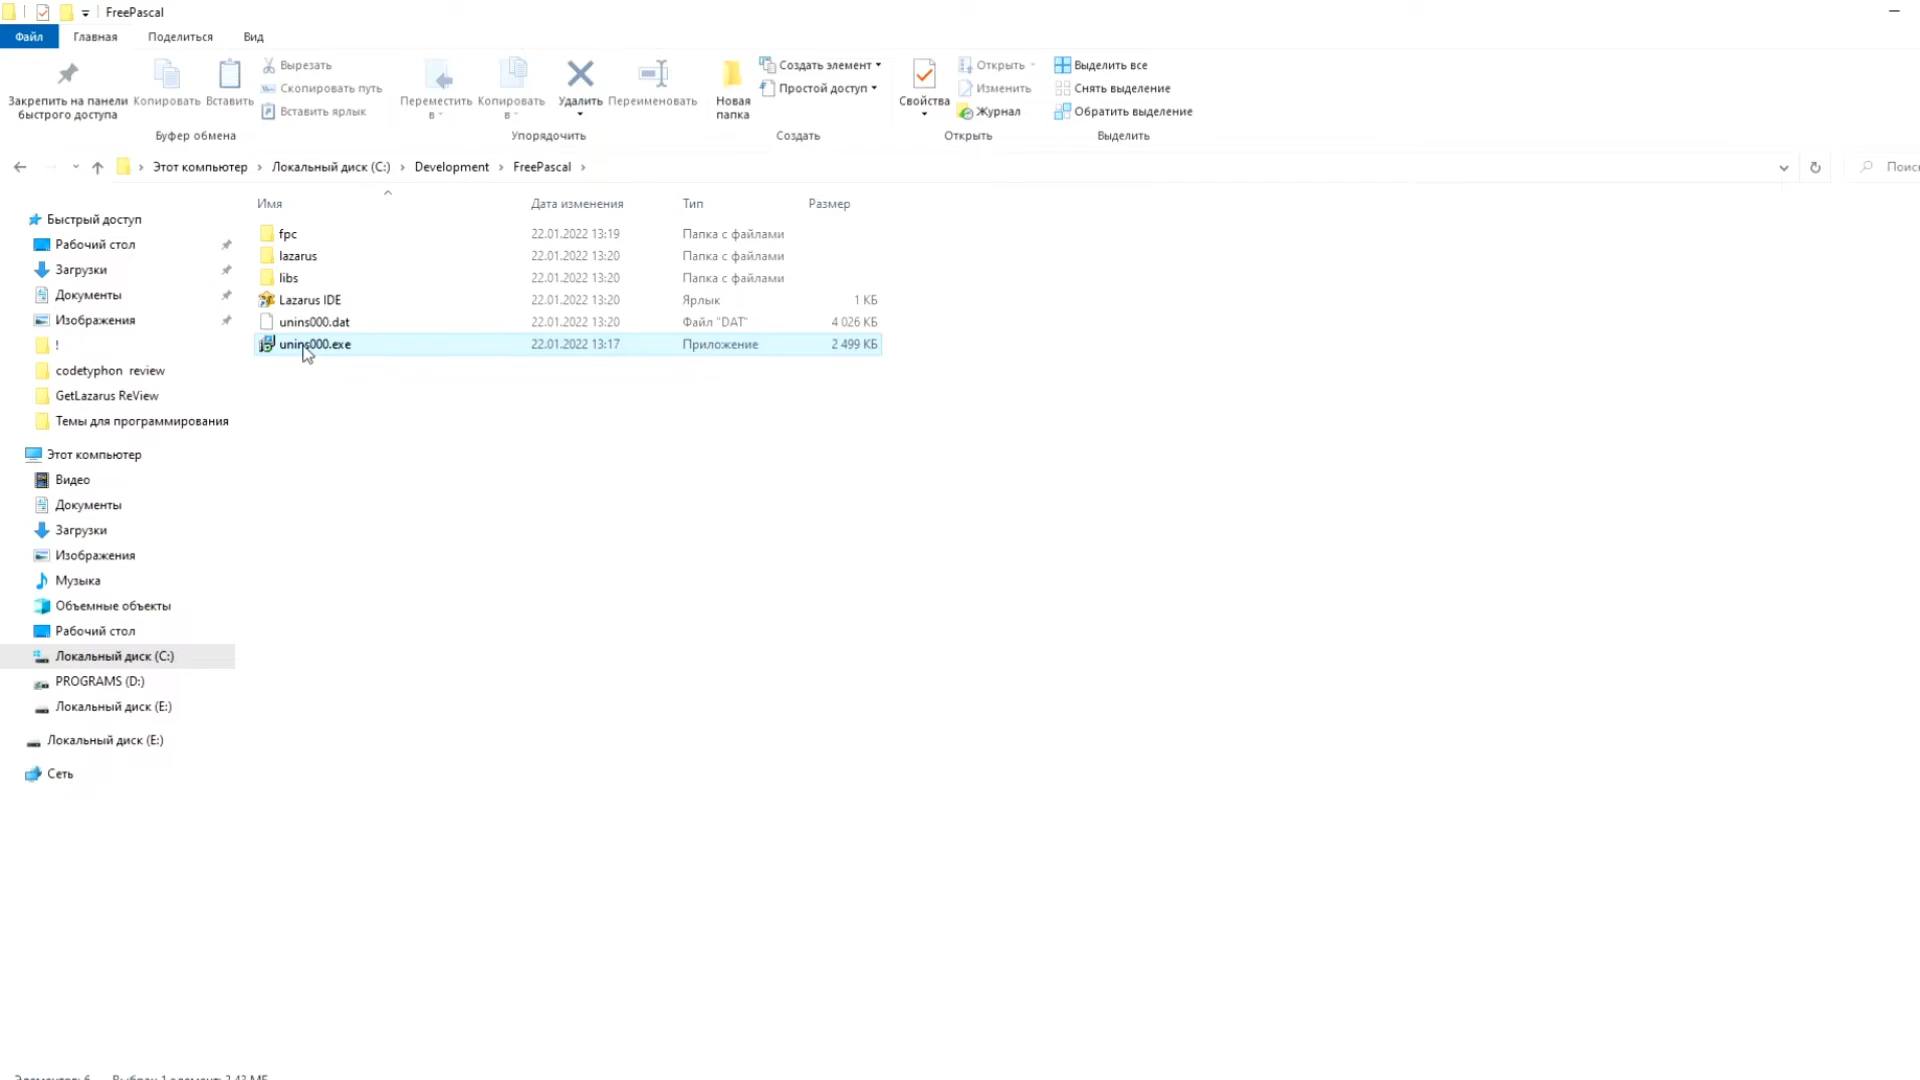 FreePascal
Файл Главная Поделиться Вид
Закрепить на панели быстрого доступа
Копировать
Вставить
Вырезать
Скопировать путь
Вставить ярлык
Буфер обмена
Переместить в
Копировать в
Удалить
Переименовать
Упорядочить
Новая папка
Создать элемент
Простой доступ
Создать
Свойства
Открыть
Изменить
Журнал
Открыть
Выделить все
Снять выделение
Обратить выделение
Выделить
Этот компьютер › Локальный диск (C:) › Development › FreePascal ›
Имя Дата изменения Тип Размер
fpc 22.01.2022 13:19 Папка с файлами
lazarus 22.01.2022 13:20 Папка с файлами
libs 22.01.2022 13:20 Папка с файлами
Lazarus IDE 22.01.2022 13:20 Ярлык 1 КБ
unins000.dat 22.01.2022 13:20 Файл "DAT" 4 026 КБ
unins000.exe 22.01.2022 13:17 Приложение 2 499 КБ
Быстрый доступ
Рабочий стол
Загрузки
Документы
Изображения
!
codetyphon review
GetLazarus ReView
Темы для программирования
Этот компьютер
Видео
Документы
Загрузки
Изображения
Музыка
Объемные объекты
Рабочий стол
Локальный диск (C:)
PROGRAMS (D:)
Локальный диск (E:)
Локальный диск (E:)
Сеть